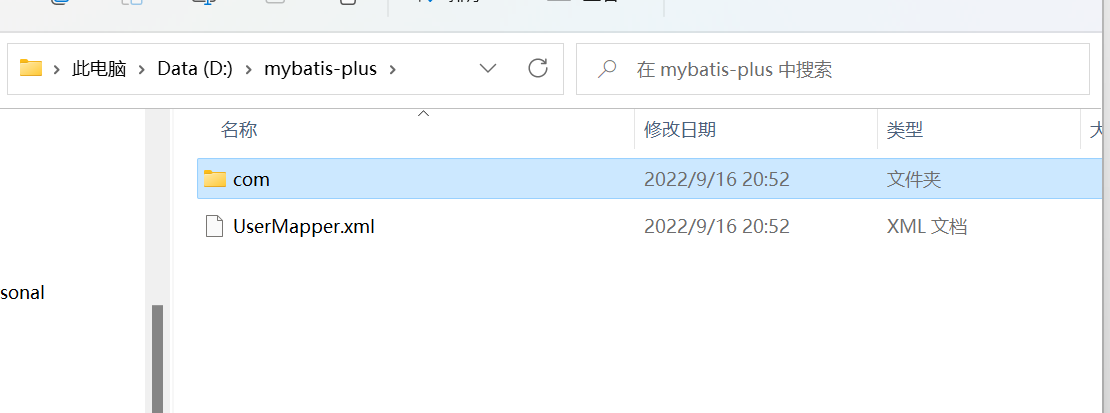 此电脑 Data (D:) mybatis-plus
在 mybatis-plus 中搜索
名称 修改日期 类型
com 2022/9/16 20:52 文件夹
UserMapper.xml 2022/9/16 20:52 XML 文档
sonal